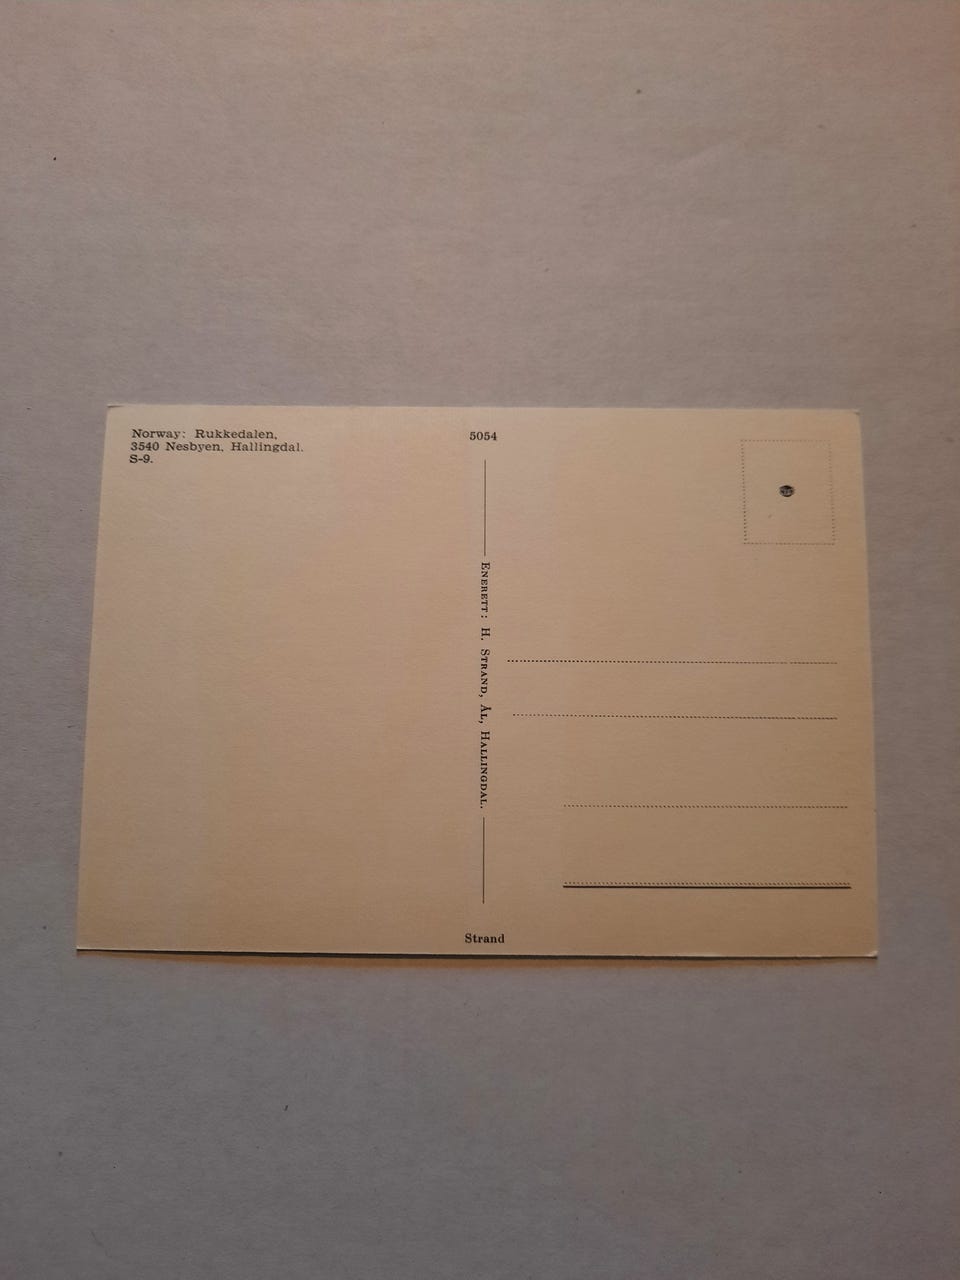 Norway: Rukkedalen,
3540 Nesbyen, Hallingdal.
S-9.
5054
Enerett: H. Strand, Ål, Hallingdal.
Strand